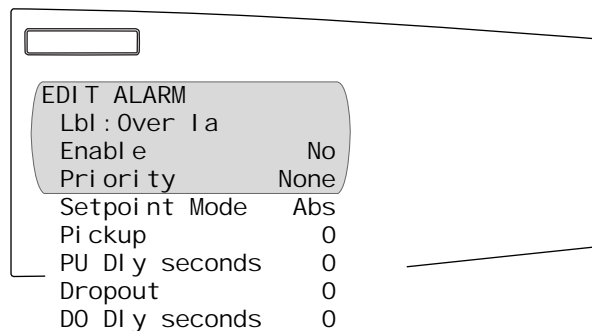 EDIT ALARM
Lbl:Over Ia
Enable No
Priority None
Setpoint Mode Abs
Pickup 0
PU Dly seconds 0
Dropout 0
DO Dly seconds 0